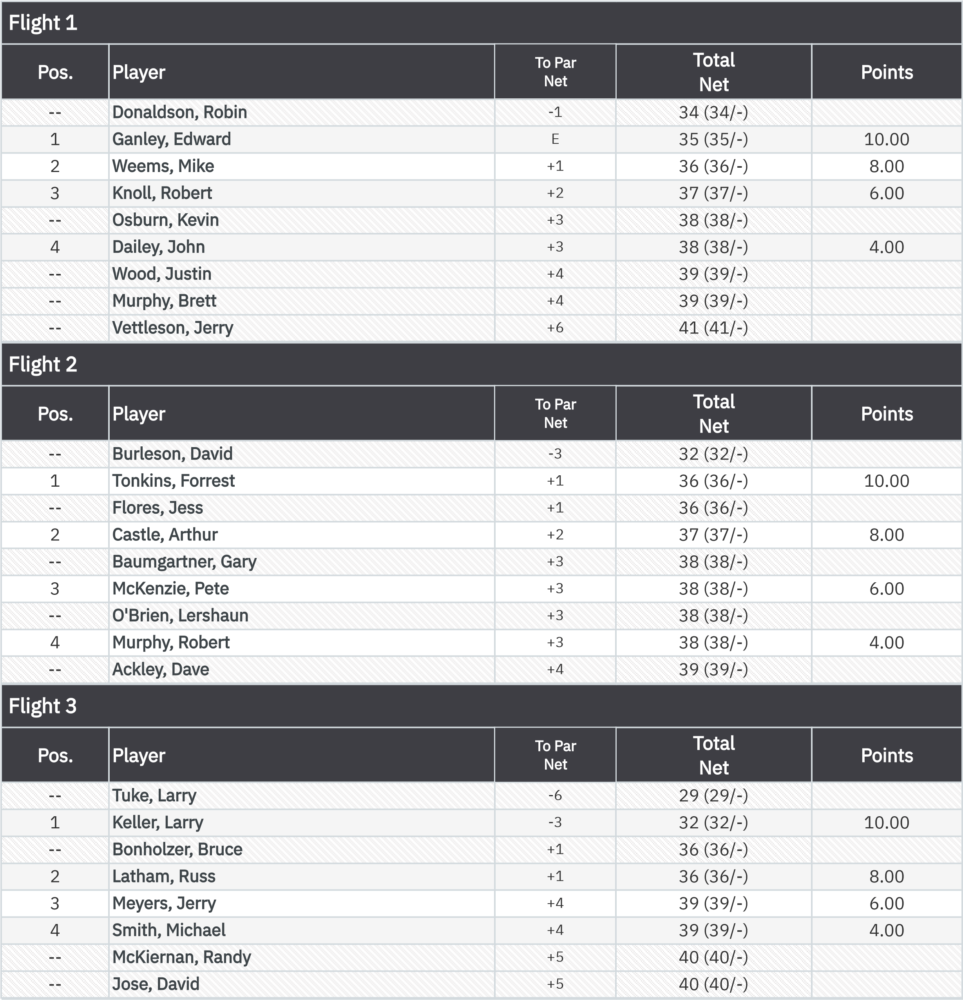 Flight 1
Pos. Player To Par Net Total Net Points
-- Donaldson, Robin -1 34 (34/-)
1 Ganley, Edward E 35 (35/-) 10.00
2 Weems, Mike +1 36 (36/-) 8.00
3 Knoll, Robert +2 37 (37/-) 6.00
-- Osburn, Kevin +3 38 (38/-)
4 Dailey, John +3 38 (38/-) 4.00
-- Wood, Justin +4 39 (39/-)
-- Murphy, Brett +4 39 (39/-)
-- Vettleson, Jerry +6 41 (41/-)
Flight 2
Pos. Player To Par Net Total Net Points
-- Burleson, David -3 32 (32/-)
1 Tonkins, Forrest +1 36 (36/-) 10.00
-- Flores, Jess +1 36 (36/-)
2 Castle, Arthur +2 37 (37/-) 8.00
-- Baumgartner, Gary +3 38 (38/-)
3 McKenzie, Pete +3 38 (38/-) 6.00
-- O'Brien, Lershaun +3 38 (38/-)
4 Murphy, Robert +3 38 (38/-) 4.00
-- Ackley, Dave +4 39 (39/-)
Flight 3
Pos. Player To Par Net Total Net Points
-- Tuke, Larry -6 29 (29/-)
1 Keller, Larry -3 32 (32/-) 10.00
-- Bonholzer, Bruce +1 36 (36/-)
2 Latham, Russ +1 36 (36/-) 8.00
3 Meyers, Jerry +4 39 (39/-) 6.00
4 Smith, Michael +4 39 (39/-) 4.00
-- McKiernan, Randy +5 40 (40/-)
-- Jose, David +5 40 (40/-)